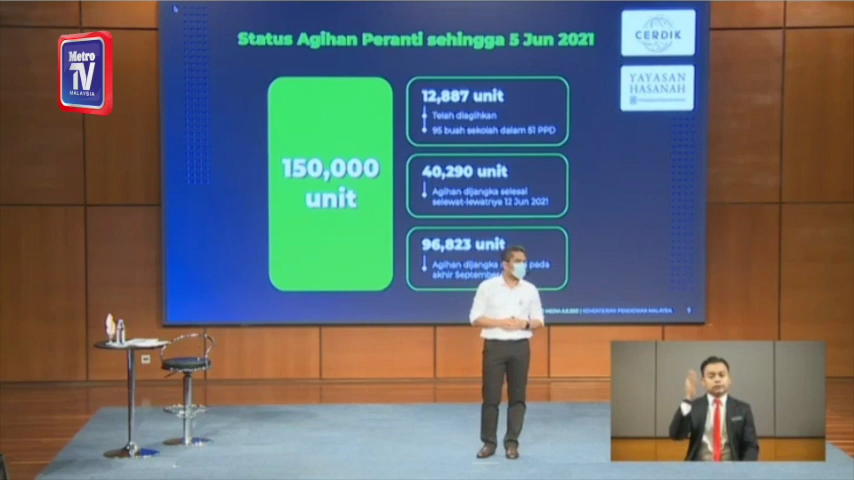 Metro
TV
MALAYSIA
Status Agihan Peranti sehingga 5 Jun 2021
CERDIK
YAYASAN
HASANAH
150,000
unit
12,887 unit
Telah diagihkan
95 buah sekolah dalam 51 PPD
40,290 unit
Agihan dijangka selesai
selewat-lewatnya 12 Jun 2021
96,823 unit
Agihan dijangka pada
akhir September
KEMENTERIAN PENDIDIKAN MALAYSIA
9